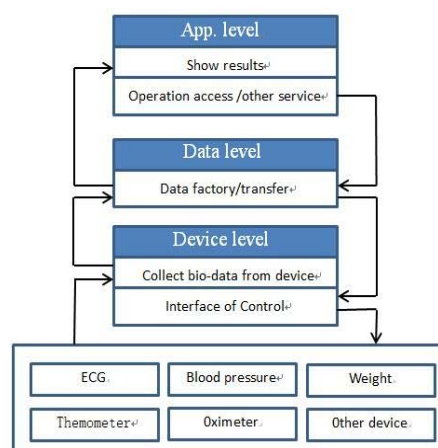 App. level
Show results
Operation access /other service
Data level
Data factory/transfer
Device level
Collect bio-data from device
Interface of Control
ECG
Blood pressure
Weight
Themometer
Oximeter
Other device